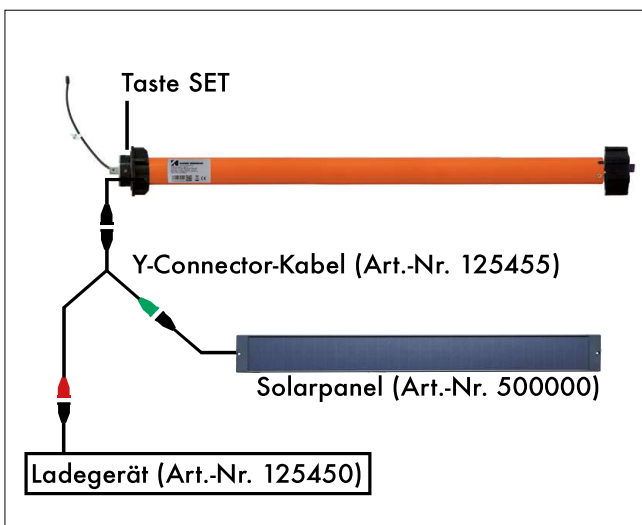 Taste SET
Y-Connector-Kabel (Art.-Nr. 125455)
Solarpanel (Art.-Nr. 500000)
Ladegerät (Art.-Nr. 125450)